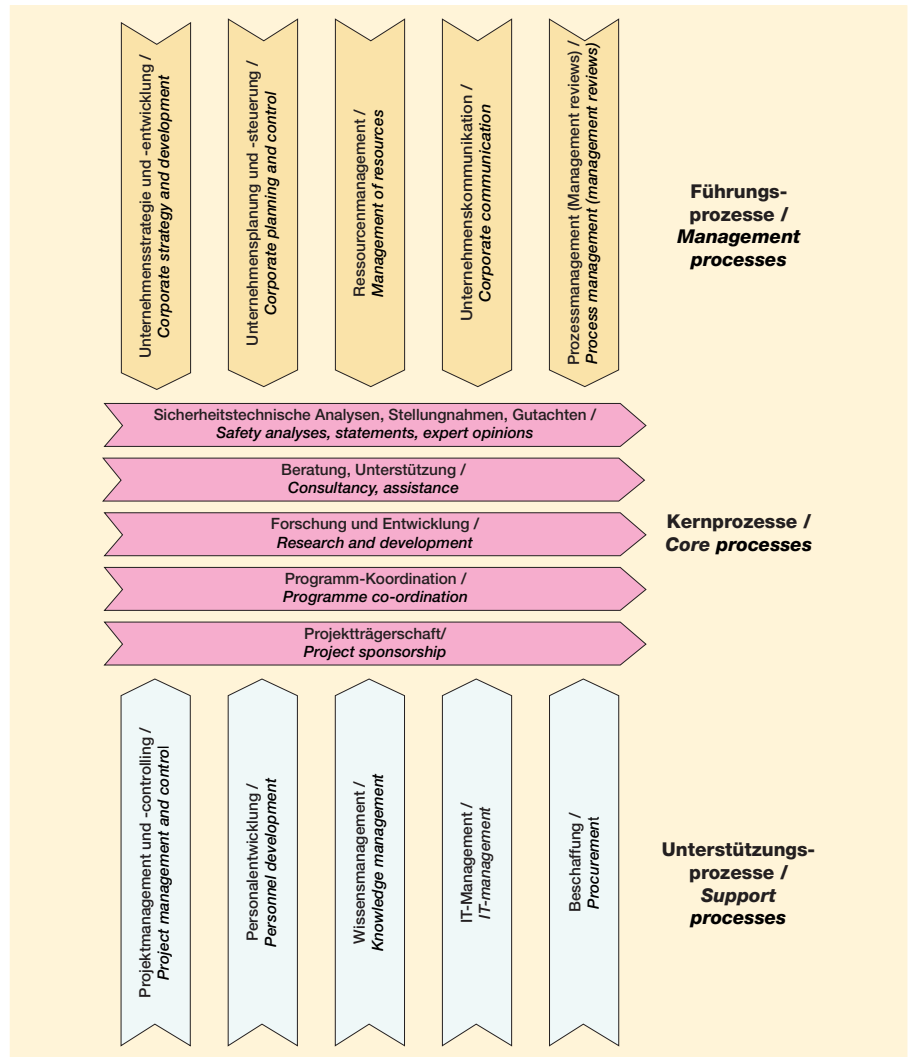 Unternehmensstrategie und -entwicklung /
Corporate strategy and development
Unternehmensplanung und -steuerung /
Corporate planning and control
Ressourcenmanagement /
Management of resources
Unternehmenskommunikation /
Corporate communication
Prozessmanagement (Management reviews) /
Process management (management reviews)
Führungs-
prozesse /
Management
processes
Sicherheitstechnische Analysen, Stellungnahmen, Gutachten /
Safety analyses, statements, expert opinions
Beratung, Unterstützung /
Consultancy, assistance
Forschung und Entwicklung /
Research and development
Programm-Koordination /
Programme co-ordination
Projektträgerschaft/
Project sponsorship
Kernprozesse /
Core processes
Projektmanagement und -controlling /
Project management and control
Personalentwicklung /
Personnel development
Wissensmanagement /
Knowledge management
IT-Management /
IT-management
Beschaffung /
Procurement
Unterstützungs-
prozesse /
Support
processes